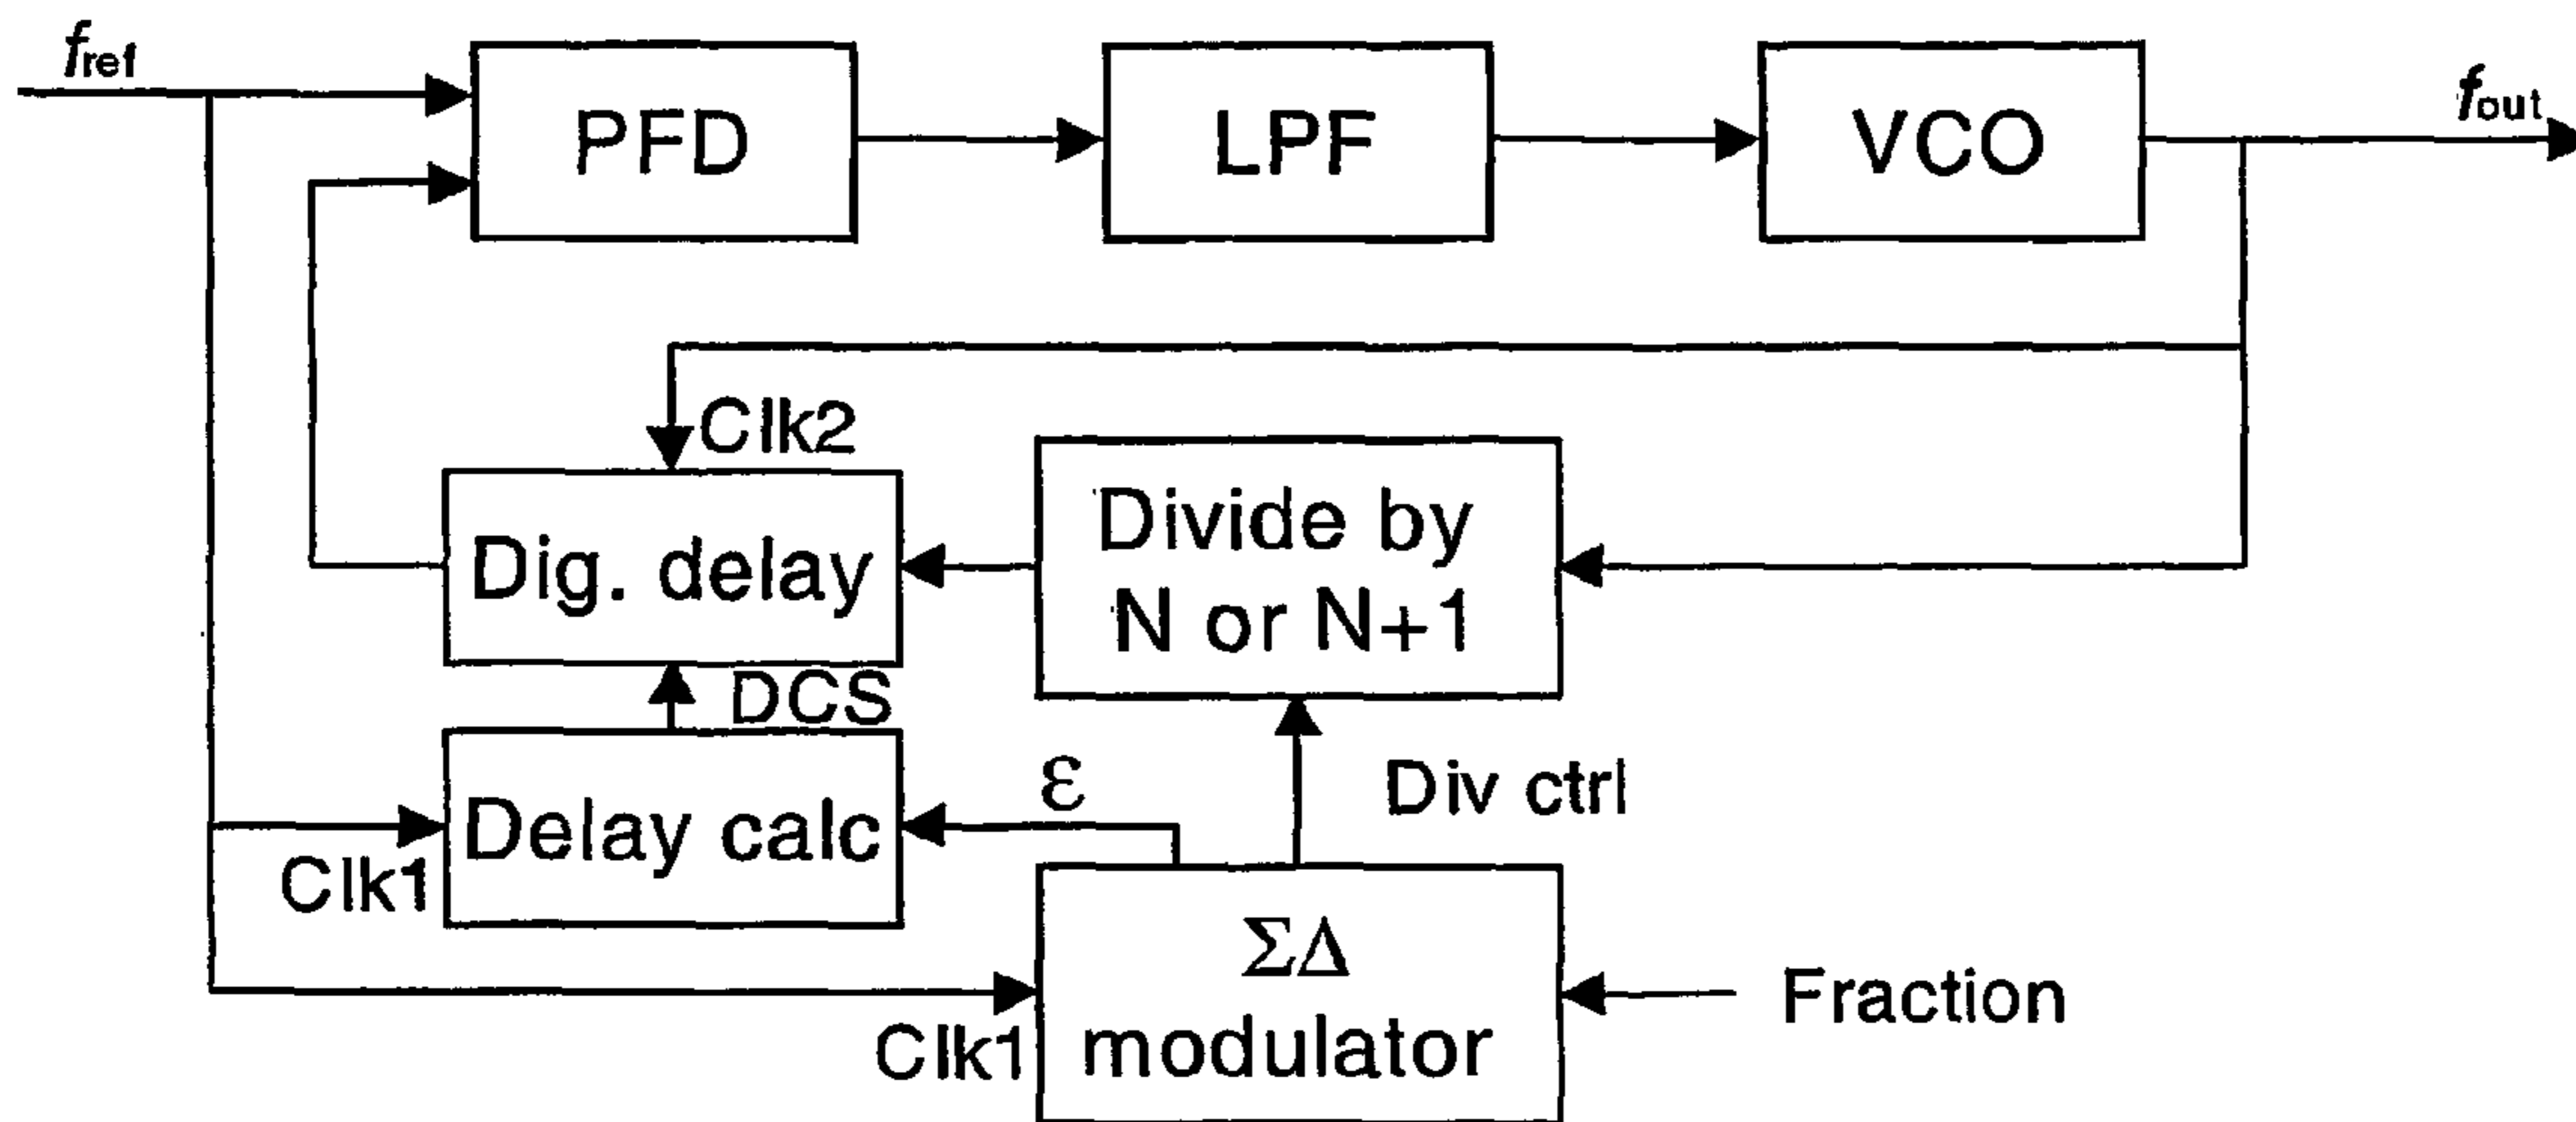 fref
PFD
LPF
VCO
fout
Clk2
Dig. delay
Divide by
N or N+1
DCS
Delay calc
ε
Div ctrl
Clk1
ΣΔ
modulator
Fraction
Clk1